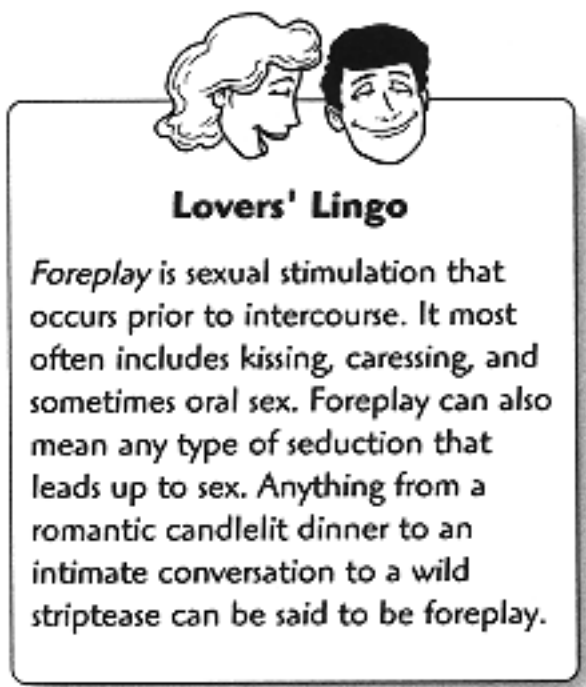 Lovers' Lingo
Foreplay is sexual stimulation that
occurs prior to intercourse. It most
often includes kissing, caressing, and
sometimes oral sex. Foreplay can also
mean any type of seduction that
leads up to sex. Anything from a
romantic candlelit dinner to an
intimate conversation to a wild
striptease can be said to be foreplay.